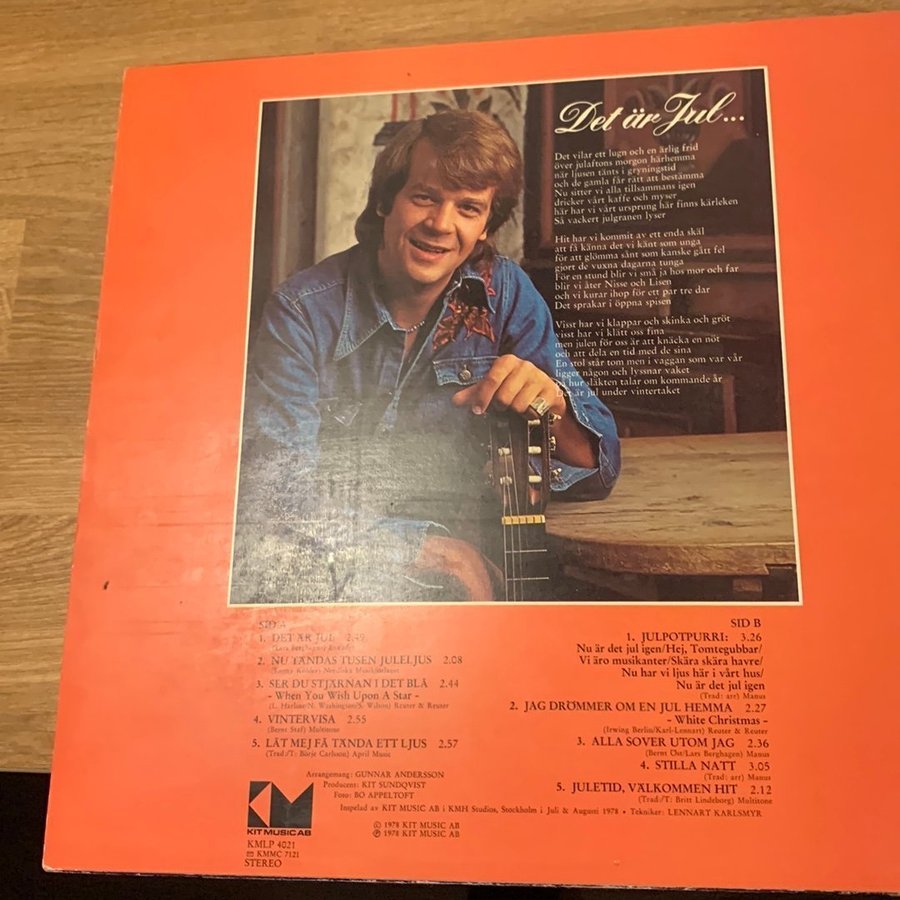 Det är Jul...
Det vilar ett lugn och en ärlig frid
över julaftons morgon härhemma
när ljusen tänts i gryningstid
och de gamla får rätt att bestämma
Nu sitter vi alla tillsammans igen
dricker vårt kaffe och myser
här har vi vårt ursprung här finns kärleken
Så vackert julgranen lyser
Hit har vi kommit av ett enda skäl
att få känna det vi känt som unga
för att glömma sånt som kanske gått fel
gjort de vuxna dagarna tunga
För en stund blir vi små ja hos mor och far
blir vi åter Nisse och Lisen
och vi kurar ihop för ett par tre dar
Det sprakar i öppna spisen
Visst har vi klappar och skinka och gröt
visst har vi klätt oss fina
men julen för oss är att knäcka en nöt
och att dela en tid med de sina
En stol står tom men i vaggan som var vår
ligger någon och lyssnar vaket
på hur släkten talar om kommande år
Det är jul under vintertaket
SID A
1. DET ÄR JUL 2.49
(Lars Berghagen)
2. NU TÄNDAS TUSEN JULELJUS 2.08
(Emmy Köhler) Nordiska Musikförlaget
3. SER DU STJÄRNAN I DET BLÅ 2.44
- When You Wish Upon A Star -
(L. Harline/N. Washington/S. Wilson) Reuter & Reuter
4. VINTERVISA 2.55
(Bernt Staf) Multitone
5. LÅT MEJ FÅ TÄNDA ETT LJUS 2.57
(Trad:/T: Börje Carlsson) April Music
SID B
1. JULPOTPURRI: 3.26
Nu är det jul igen/Hej, Tomtegubbar/
Vi äro musikanter/Skära skära havre/
Nu har vi ljus här i vårt hus/
Nu är det jul igen
(Trad: arr) Manus
2. JAG DRÖMMER OM EN JUL HEMMA 2.27
- White Christmas -
(Irwing Berlin/Karl-Lennart) Reuter & Reuter
3. ALLA SOVER UTOM JAG 2.36
(Bernt Öst/Lars Berghagen) Manus
4. STILLA NATT 3.05
(Trad: arr) Manus
5. JULETID, VÄLKOMMEN HIT 2.12
(Trad:/T: Britt Lindeborg) Multitone
Arrangemang: GUNNAR ANDERSSON
Producent: KIT SUNDQVIST
Foto: BO APPELTOFT
Inspelad av KIT MUSIC AB i KMH Studios, Stockholm i Juli & Augusti 1978 • Tekniker: LENNART KARLSMYR
© 1978 KIT MUSIC AB
℗ 1978 KIT MUSIC AB
KM
KIT MUSIC AB
KMLP 4021
KMMC 7121
STEREO